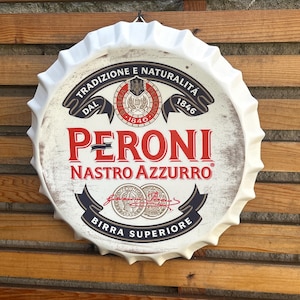 TRADIZIONE E NATURALITÀ
DAL 1846
1846
PERONI
NASTRO AZZURRO®
BIRRA SUPERIORE